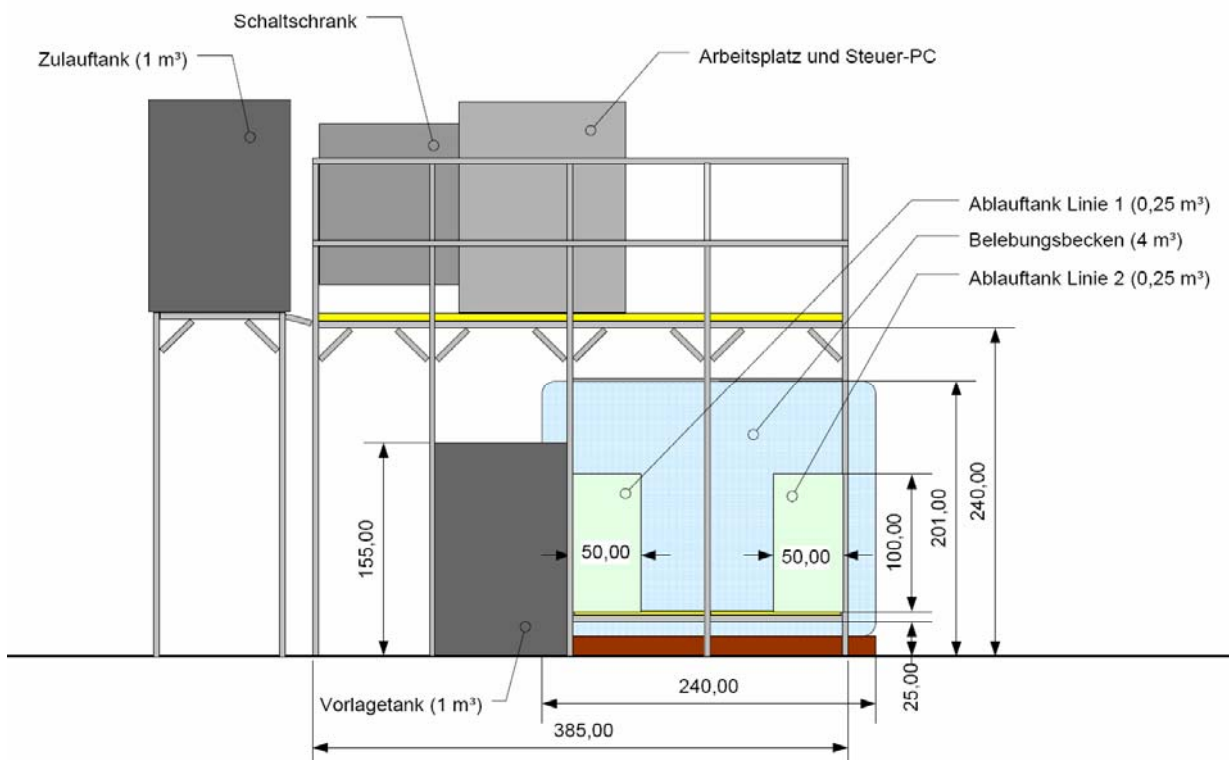 Schaltschrank
Zulauftank (1 m³)
Arbeitsplatz und Steuer-PC
Ablauftank Linie 1 (0,25 m³)
Belebungsbecken (4 m³)
Ablauftank Linie 2 (0,25 m³)
155,00
50,00
50,00
100,00
201,00
240,00
25,00
240,00
Vorlagetank (1 m³)
385,00